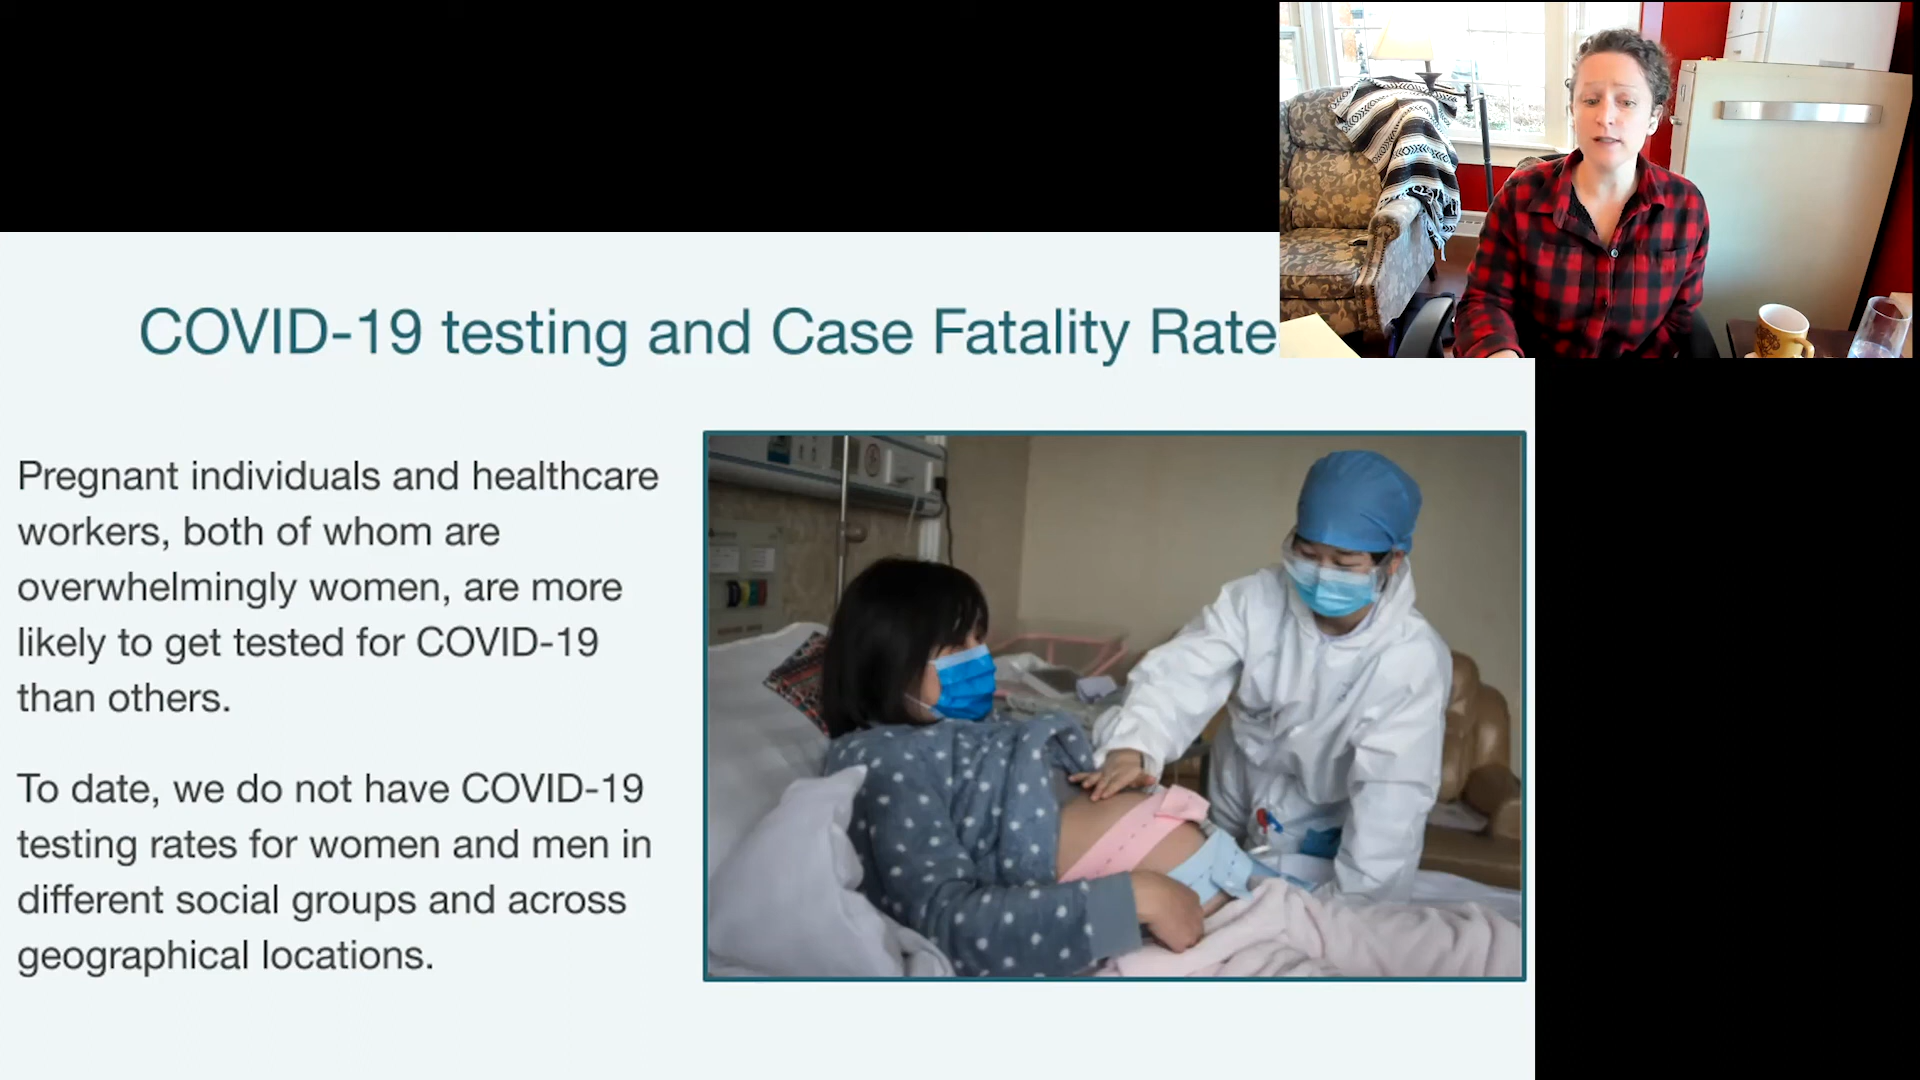 COVID-19 testing and Case Fatality Rate
Pregnant individuals and healthcare
workers, both of whom are
overwhelmingly women, are more
likely to get tested for COVID-19
than others.
To date, we do not have COVID-19
testing rates for women and men in
different social groups and across
geographical locations.